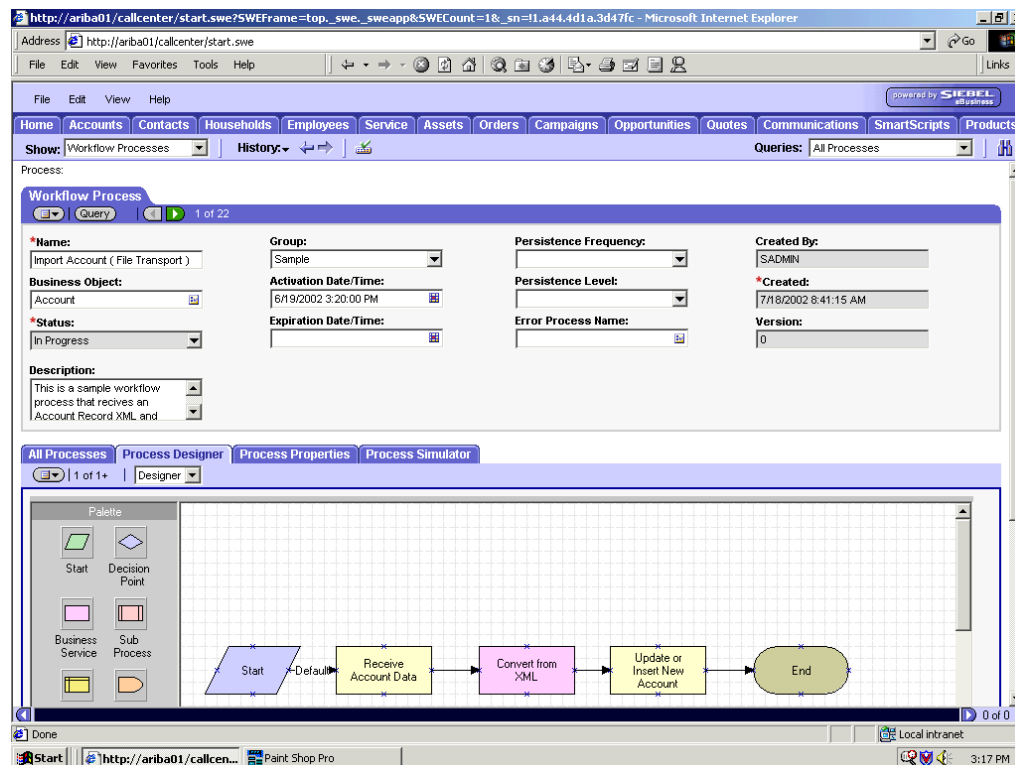 http://ariba01/callcenter/start.swe?SWEFrame=top._swe._sweapp&SWECount=1&_sn=!1.a44.4d1a.3d47fc - Microsoft Internet Explorer
Address http://ariba01/callcenter/start.swe Go
File Edit View Favorites Tools Help Links
File Edit View Help powered by SIEBEL eBusiness
Home Accounts Contacts Households Employees Service Assets Orders Campaigns Opportunities Quotes Communications SmartScripts Products
Show: Workflow Processes History: Queries: All Processes
Process:
Workflow Process
Query 1 of 22
*Name: Group: Persistence Frequency: Created By:
Import Account ( File Transport ) Sample SADMIN
Business Object: Activation Date/Time: Persistence Level: *Created:
Account 6/19/2002 3:20:00 PM 7/18/2002 8:41:15 AM
*Status: Expiration Date/Time: Error Process Name: Version:
In Progress 0
Description:
This is a sample workflow
process that recives an
Account Record XML and
All Processes Process Designer Process Properties Process Simulator
1 of 1+ Designer
Palette
Start Decision
Point
Business Sub
Service Process
Start Default Receive
Account Data
Convert from
XML
Update or
Insert New
Account
End
0 of 0
Done Local intranet
Start http://ariba01/callcen... Paint Shop Pro 3:17 PM